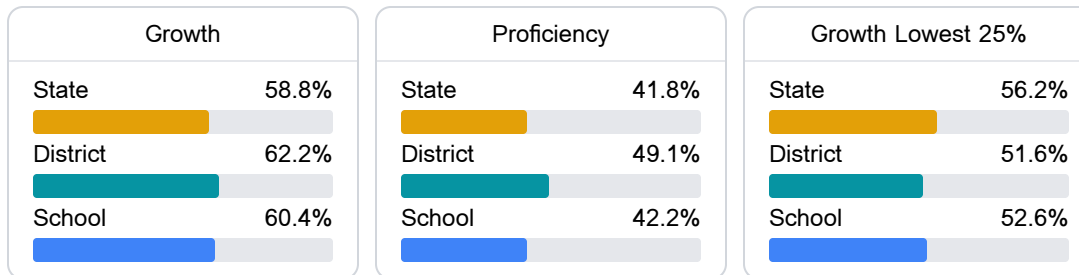 Growth
State 58.8%
District 62.2%
School 60.4%
Proficiency
State 41.8%
District 49.1%
School 42.2%
Growth Lowest 25%
State 56.2%
District 51.6%
School 52.6%